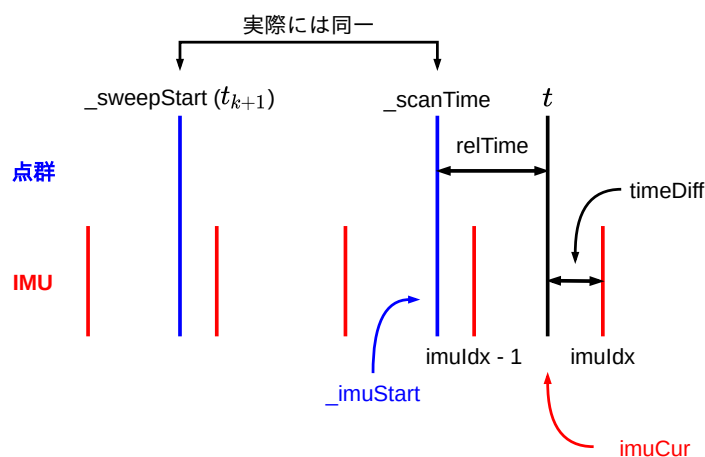 実際には同一
_sweepStart (t_{k+1})
_scanTime
t
relTime
点群
timeDiff
IMU
imuIdx - 1
imuIdx
_imuStart
imuCur